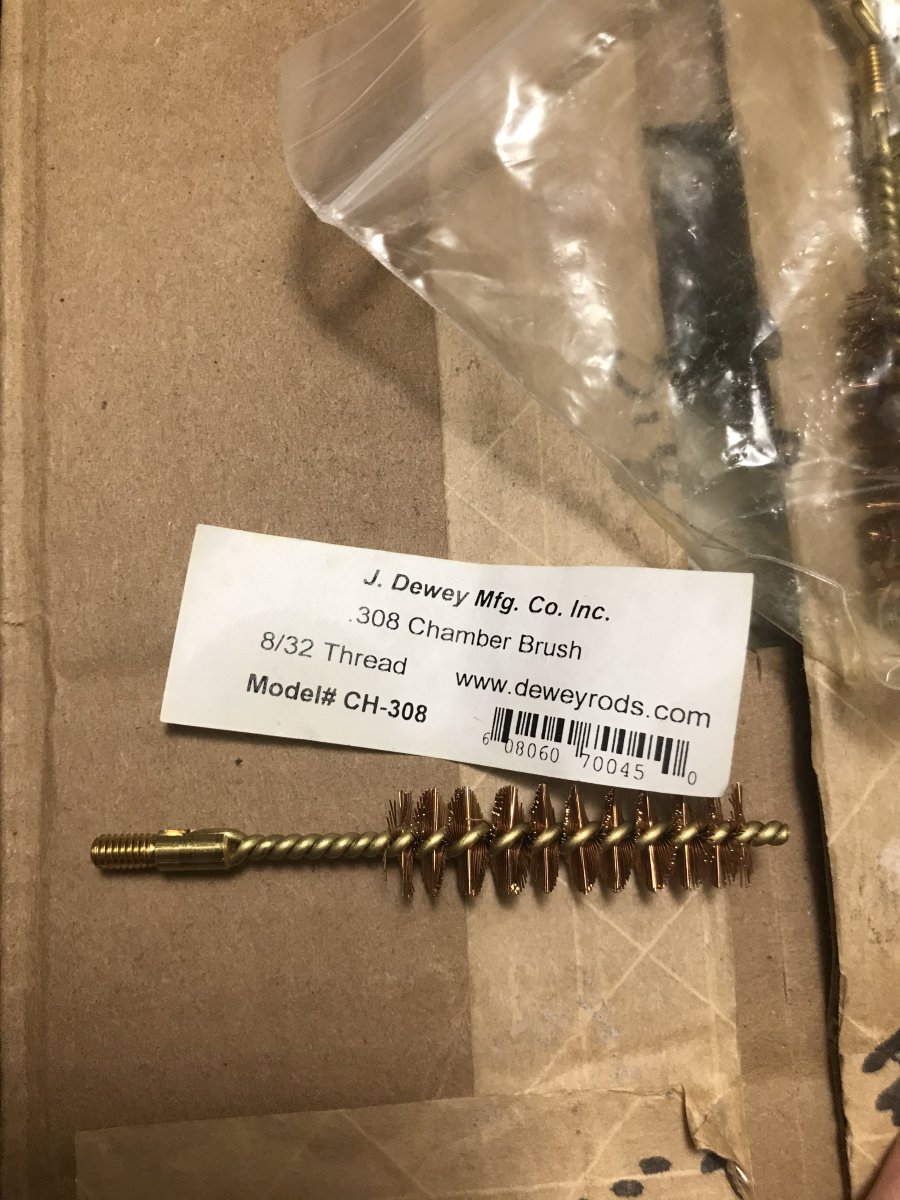 J. Dewey Mfg. Co. Inc.
.308 Chamber Brush
8/32 Thread
www.deweyrods.com
Model# CH-308
6 08060 70045 0